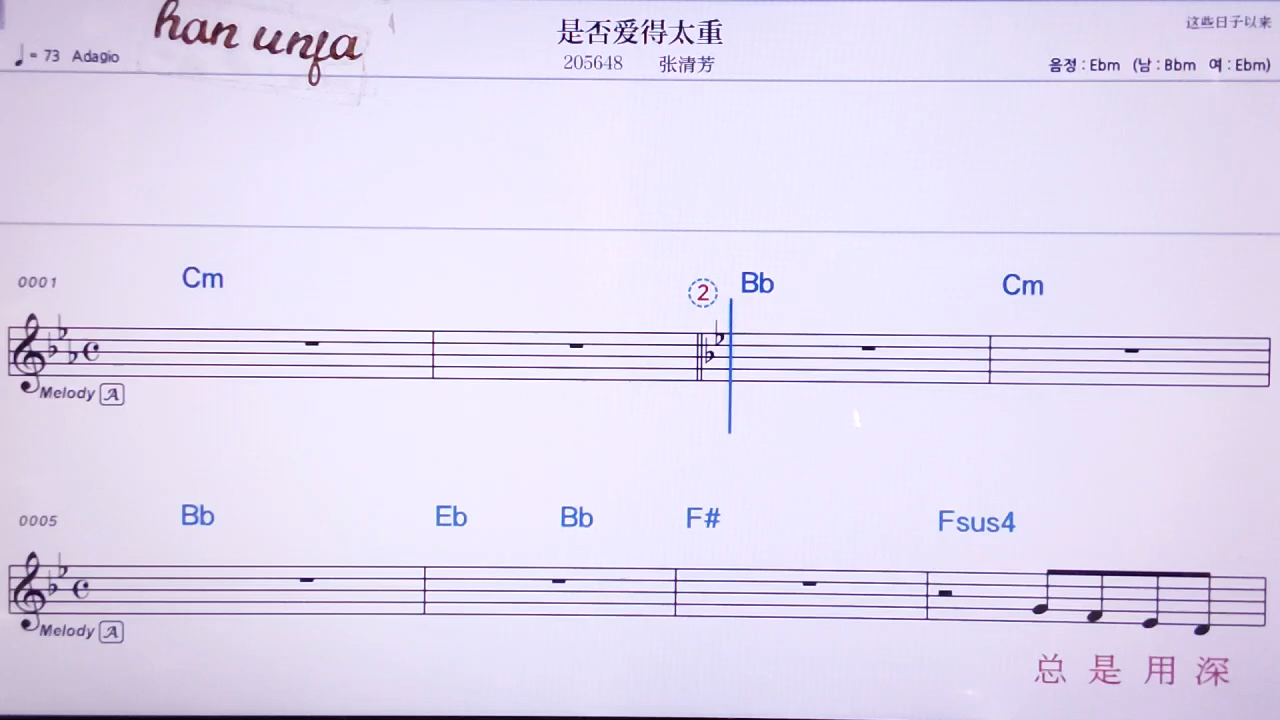 han unfa
是否爱得太重
这些日子以来
♩= 73 Adagio
205648 张清芳
음정 : Ebm (남 : Bbm 여 : Ebm)
0001 Cm ② Bb Cm
Melody A
0005 Bb Eb Bb F# Fsus4
Melody A
总 是 用 深